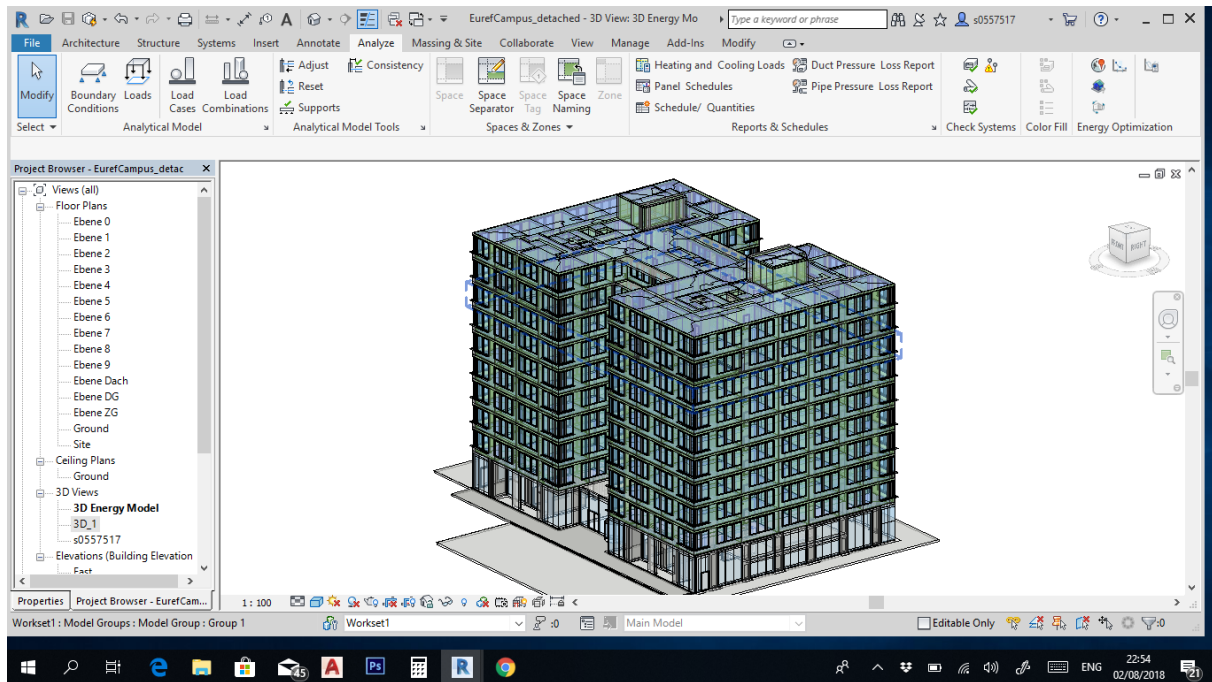 EurefCampus_detached - 3D View: 3D Energy Mo Type a keyword or phrase s0557517
File Architecture Structure Systems Insert Annotate Analyze Massing & Site Collaborate View Manage Add-Ins Modify
Modify
Boundary Conditions
Loads
Load Cases
Load Combinations
Adjust
Reset
Supports
Consistency
Space
Space Separator
Space Tag
Space Naming
Zone
Heating and Cooling Loads
Panel Schedules
Schedule/ Quantities
Duct Pressure Loss Report
Pipe Pressure Loss Report
Select Analytical Model Analytical Model Tools Spaces & Zones Reports & Schedules Check Systems Color Fill Energy Optimization
Project Browser - EurefCampus_detac
Views (all)
Floor Plans
Ebene 0
Ebene 1
Ebene 2
Ebene 3
Ebene 4
Ebene 5
Ebene 6
Ebene 7
Ebene 8
Ebene 9
Ebene Dach
Ebene DG
Ebene ZG
Ground
Site
Ceiling Plans
Ground
3D Views
3D Energy Model
3D_1
s0557517
Elevations (Building Elevation
East
RIGHT
Properties Project Browser - EurefCam... 1 : 100
Workset1 : Model Groups : Model Group : Group 1 Workset1 :0 Main Model Editable Only :0
45 A Ps R ENG 22:54
02/08/2018 21